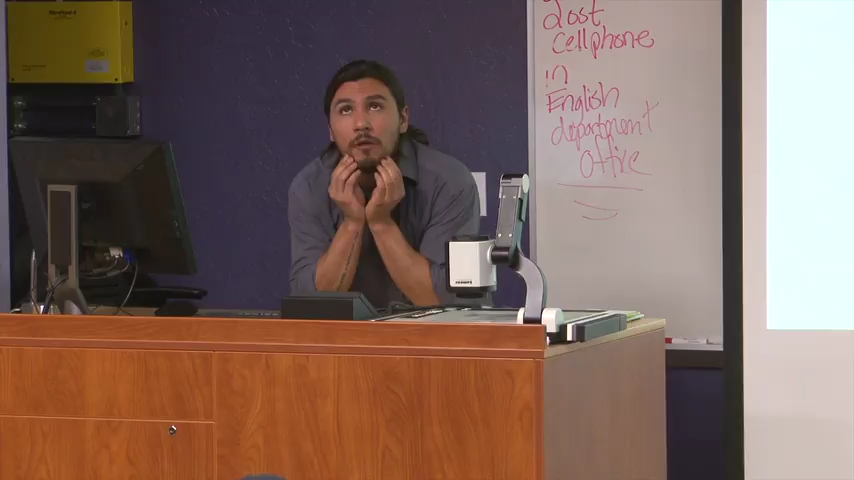 Lost
cellphone
in
English
department
office